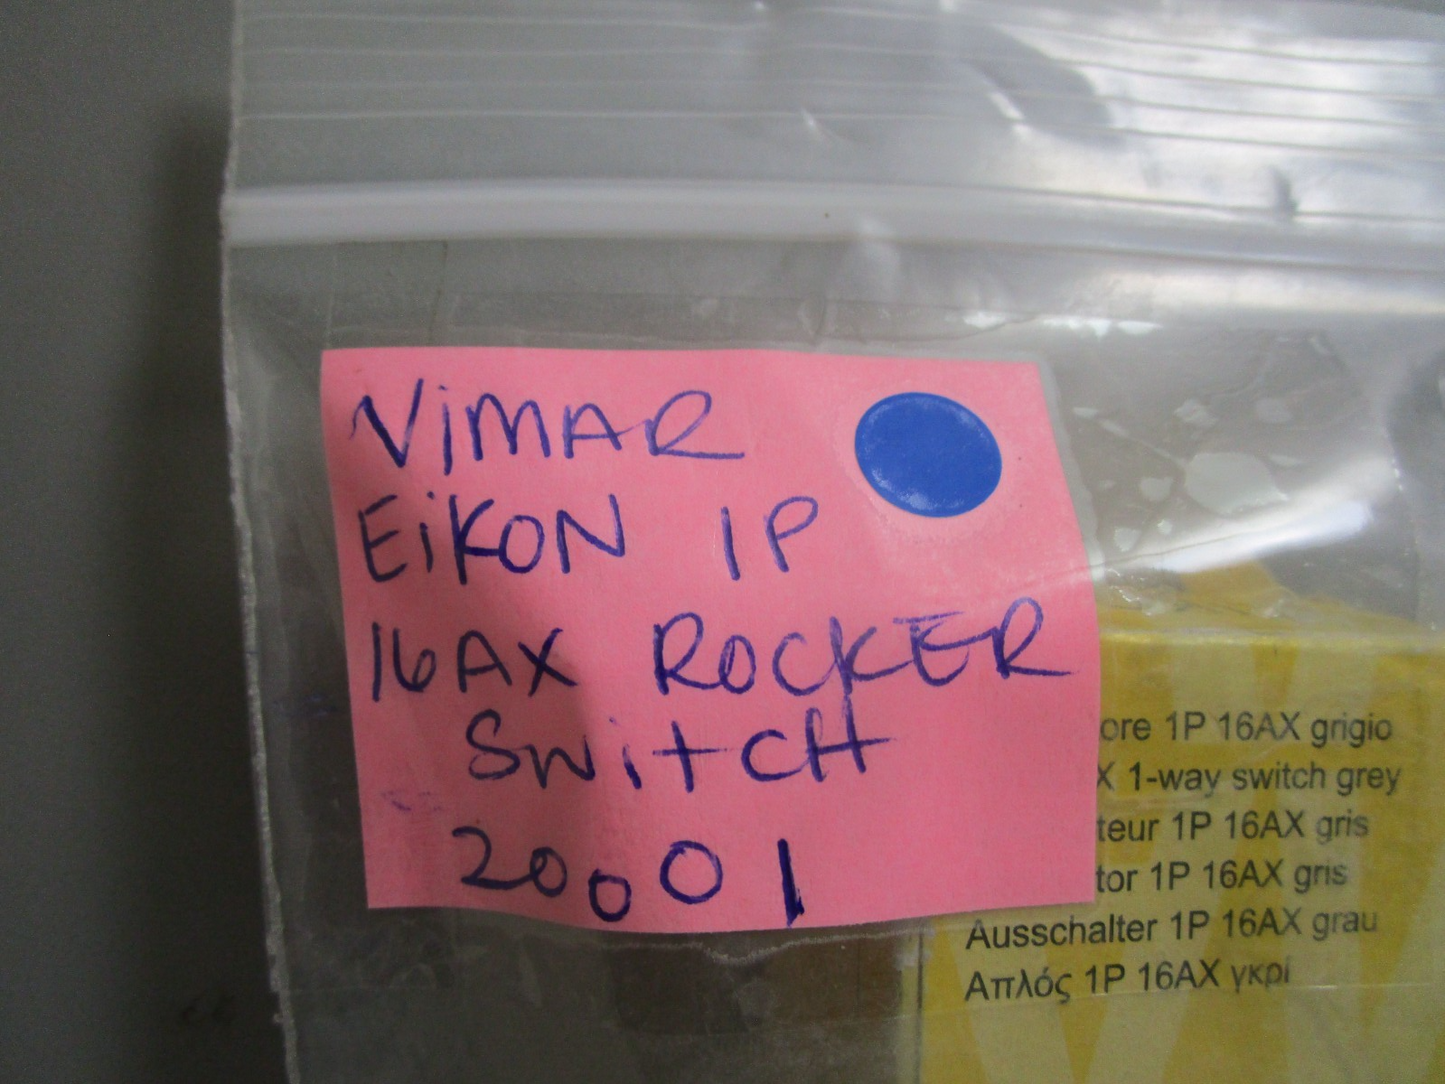 ViMAR
EiKON 1P
16AX ROCKER
SWitCH
20001
ore 1P 16AX grigio
X 1-way switch grey
teur 1P 16AX gris
tor 1P 16AX gris
Ausschalter 1P 16AX grau
Απλός 1P 16AX γκρί